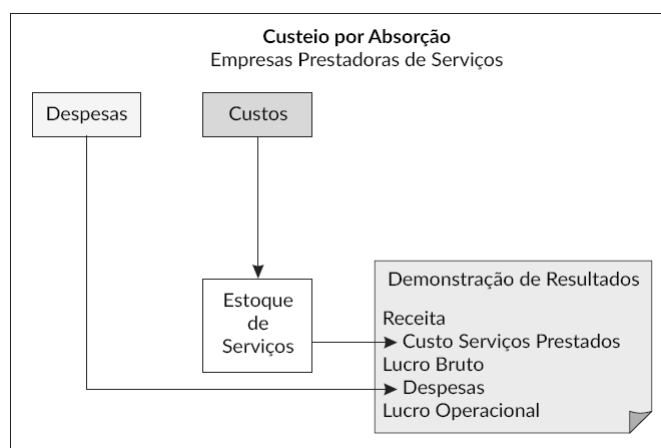 Custeio por Absorção
Empresas Prestadoras de Serviços
Despesas
Custos
Estoque
de
Serviços
Demonstração de Resultados
Receita
Custo Serviços Prestados
Lucro Bruto
Despesas
Lucro Operacional